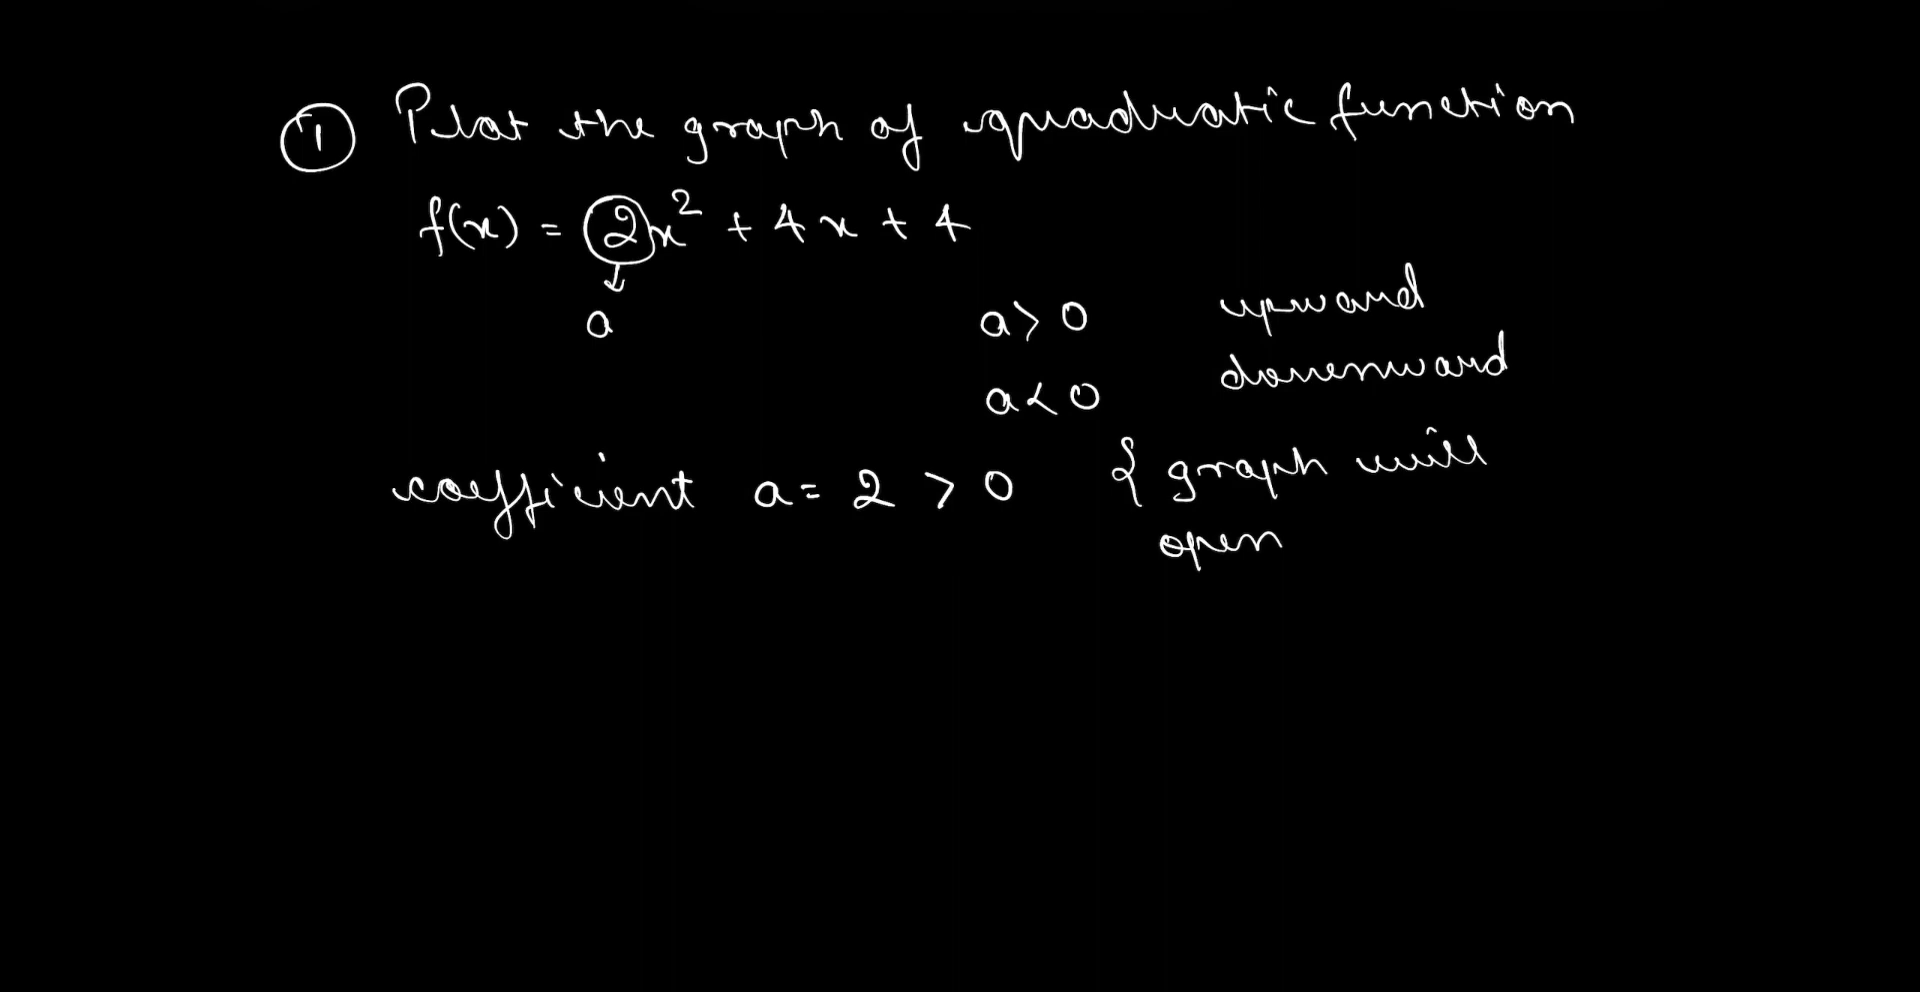 ① Plot the graph of quadratic function
f(x) = 2x² + 4x + 4
↓
a
a > 0 upward
a < 0 downward
coefficient a = 2 > 0 { graph will
open